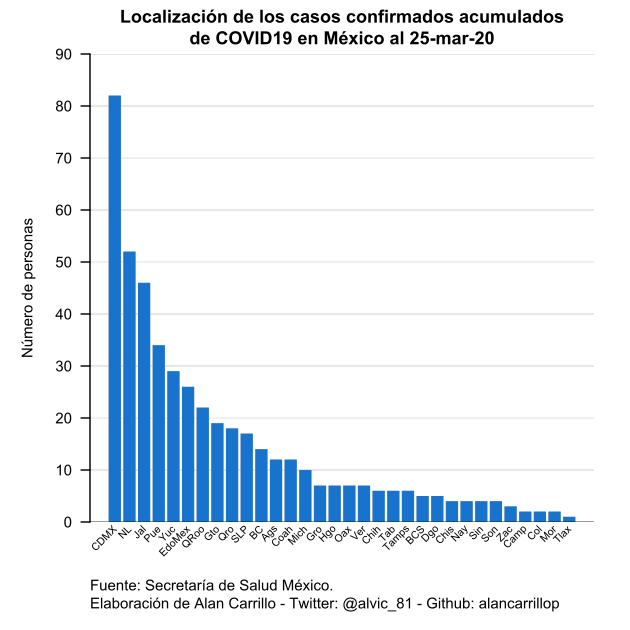 Localización de los casos confirmados acumulados
de COVID19 en México al 25-mar-20
Número de personas
90
80
70
60
50
40
30
20
10
0
CDMX
NL
Jal
Pue
Yuc
EdoMex
QRoo
Gto
Qro
SLP
BC
Ags
Coah
Mich
Gro
Hgo
Oax
Ver
Chih
Tab
Tamps
BCS
Dgo
Chis
Nay
Sin
Son
Zac
Camp
Col
Mor
Tlax
Fuente: Secretaría de Salud México.
Elaboración de Alan Carrillo - Twitter: @alvic_81 - Github: alancarrillop